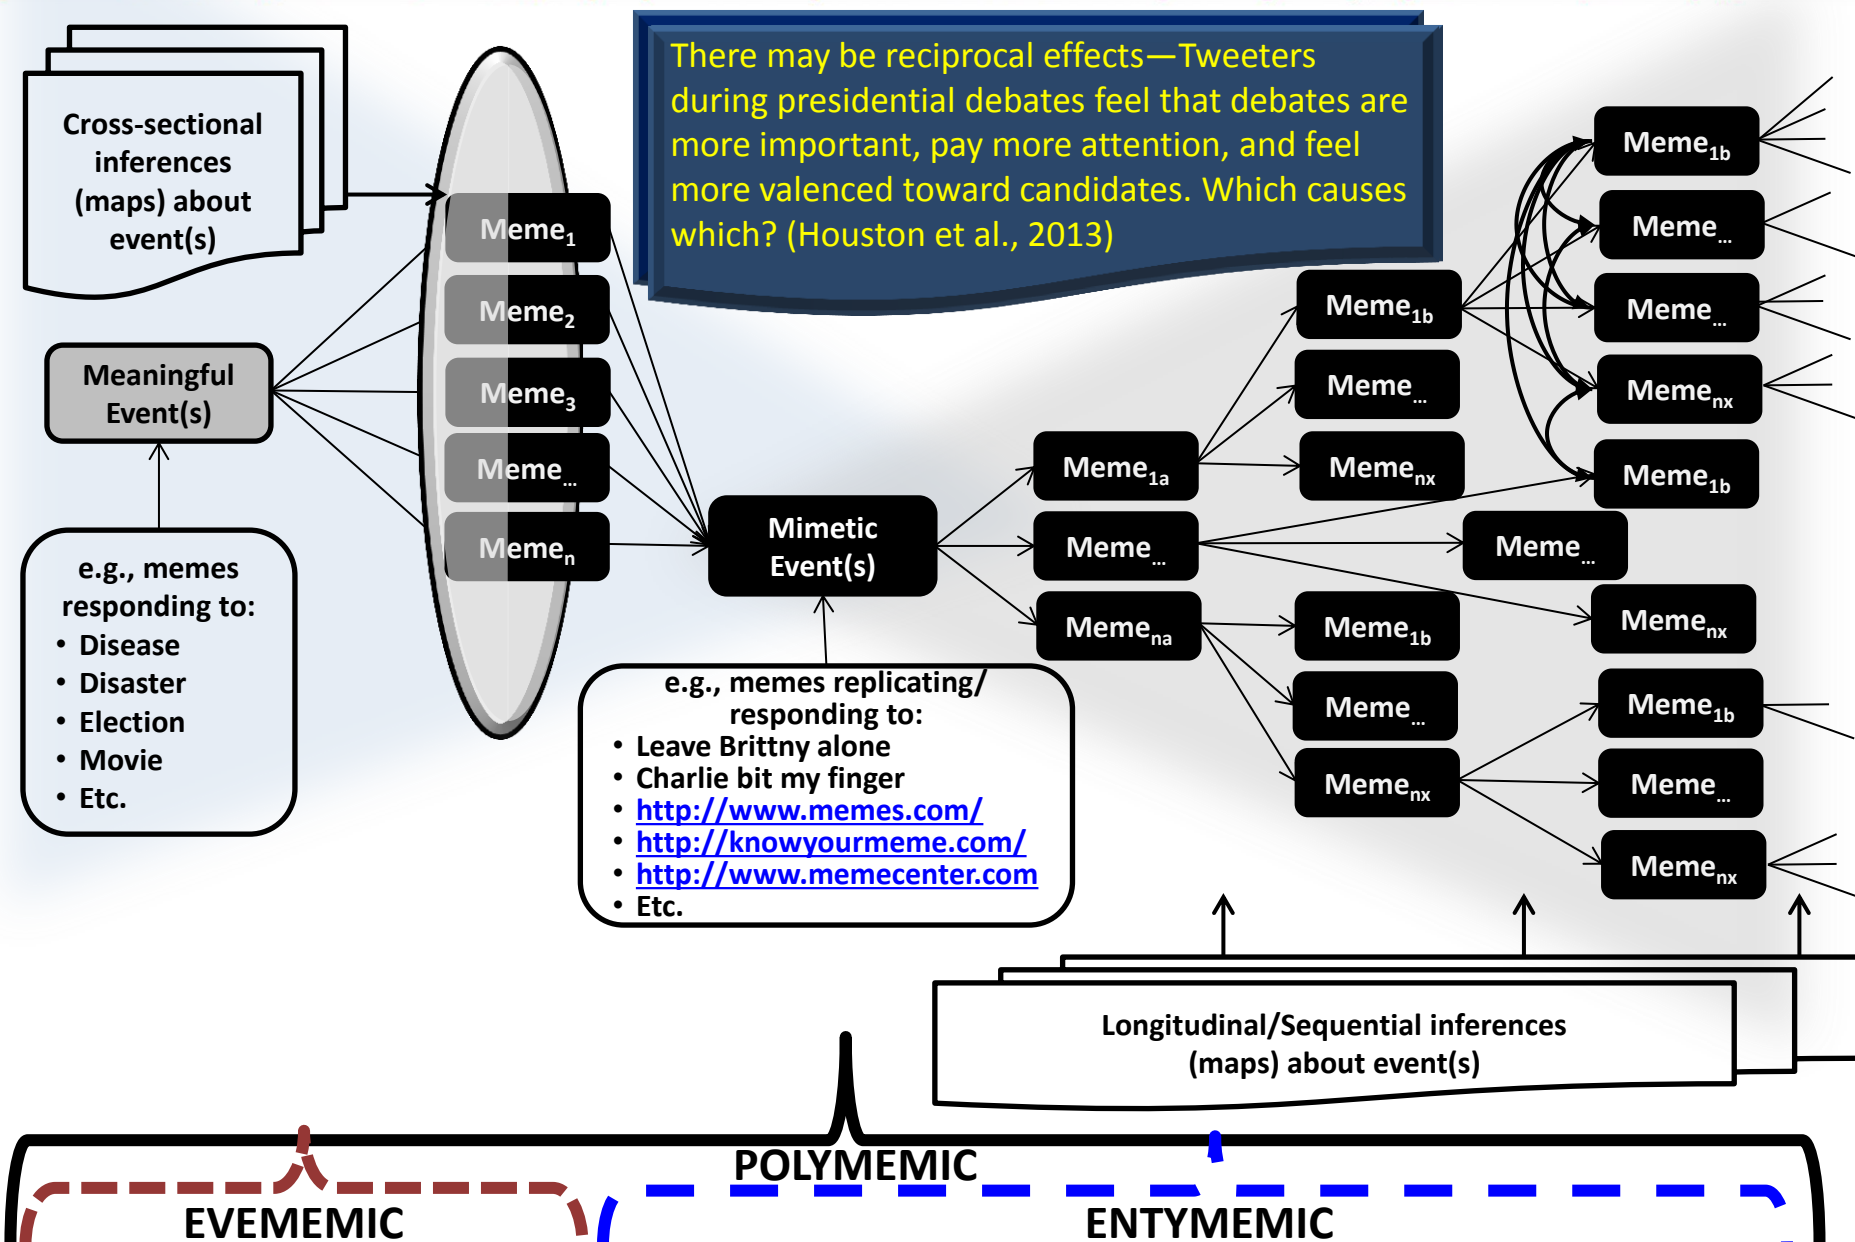 Cross-sectional
inferences
(maps) about
event(s)
There may be reciprocal effects—Tweeters
during presidential debates feel that debates are
more important, pay more attention, and feel
more valenced toward candidates. Which causes
which? (Houston et al., 2013)
Meaningful
Event(s)
e.g., memes
responding to:
• Disease
• Disaster
• Election
• Movie
• Etc.
Meme1
Meme2
Meme3
Meme...
Memen
Mimetic
Event(s)
e.g., memes replicating/
responding to:
• Leave Brittny alone
• Charlie bit my finger
• http://www.memes.com/
• http://knowyourmeme.com/
• http://www.memecenter.com
• Etc.
Meme1a
Meme...
Memena
Meme1b
Meme...
Memenx
Meme1b
Meme...
Memenx
Meme1b
Meme...
Meme...
Memenx
Meme1b
Meme...
Memenx
Meme1b
Meme...
Memenx
Longitudinal/Sequential inferences
(maps) about event(s)
POLYMEMIC
EVEMEMIC
ENTYMEMIC